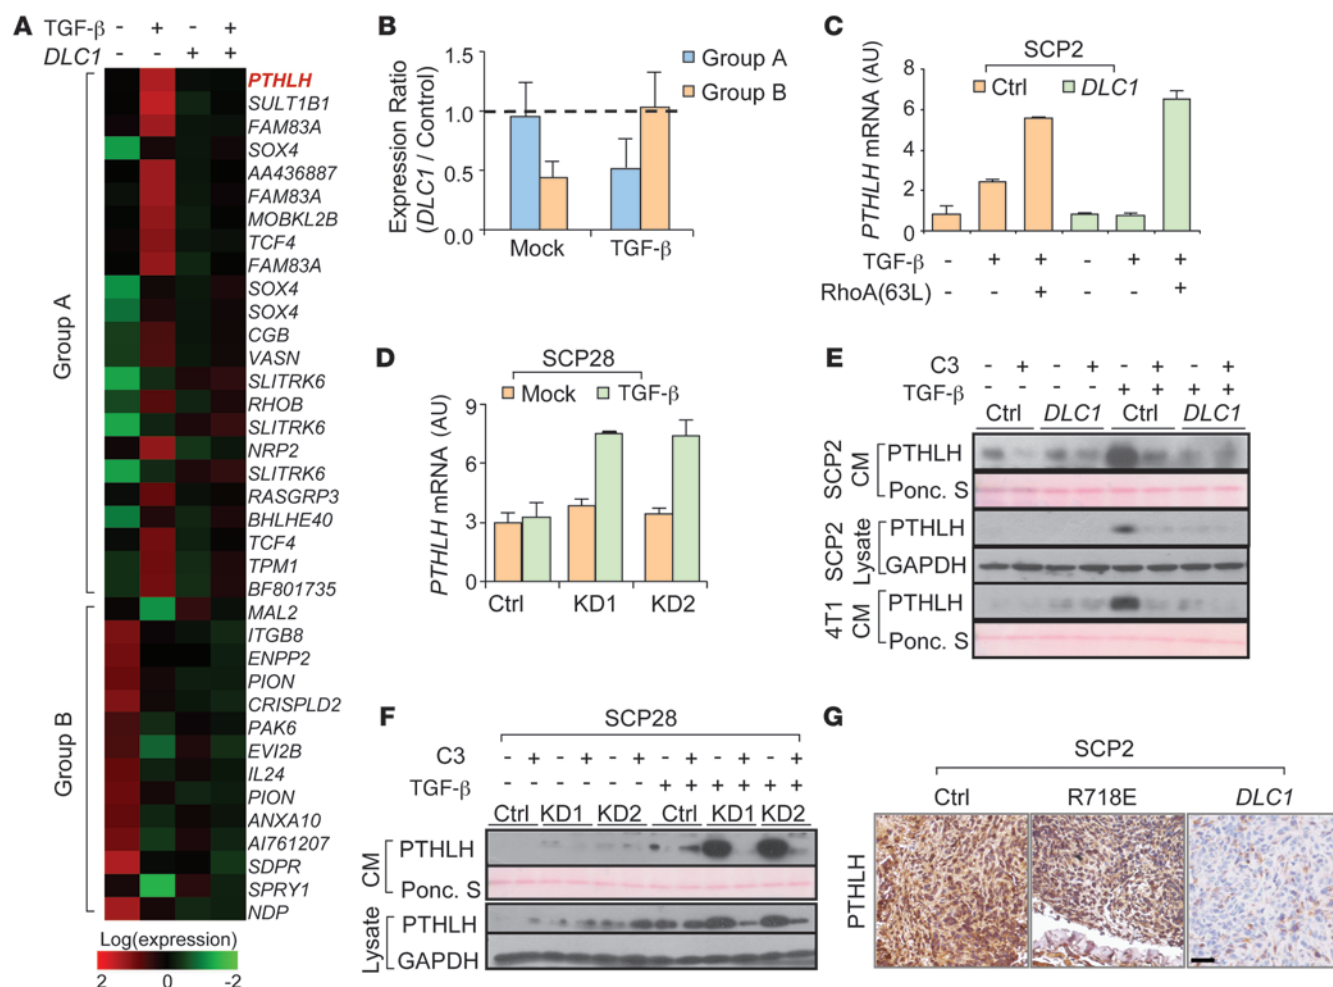 A
TGF-β - + - +
DLC1 - - + +
Group A
PTHLH
SULT1B1
FAM83A
SOX4
AA436887
FAM83A
MOBKL2B
TCF4
FAM83A
SOX4
SOX4
CGB
VASN
SLITRK6
RHOB
SLITRK6
NRP2
SLITRK6
RASGRP3
BHLHE40
TCF4
TPM1
BF801735
Group B
MAL2
ITGB8
ENPP2
PION
CRISPLD2
PAK6
EVI2B
IL24
PION
ANXA10
AI761207
SDPR
SPRY1
NDP
Log(expression)
2 0 -2
B
Expression Ratio
(DLC1 / Control)
1.5
1.0
0.5
0.0
Group A
Group B
Mock TGF-β
C
SCP2
Ctrl DLC1
PTHLH mRNA (AU)
8
6
4
2
0
TGF-β - + + - + +
RhoA(63L) - - + - - +
D
SCP28
Mock TGF-β
PTHLH mRNA (AU)
9
6
3
0
Ctrl KD1 KD2
E
C3 - + - + - + - +
TGF-β - - - - + + + +
Ctrl DLC1 Ctrl DLC1
SCP2
CM
PTHLH
Ponc. S
SCP2
Lysate
PTHLH
GAPDH
4T1
CM
PTHLH
Ponc. S
F
SCP28
C3 - + - + - + - + - + - +
TGF-β - - - - - - + + + + + +
Ctrl KD1 KD2 Ctrl KD1 KD2
CM
PTHLH
Ponc. S
Lysate
PTHLH
GAPDH
G
SCP2
Ctrl R718E DLC1
PTHLH